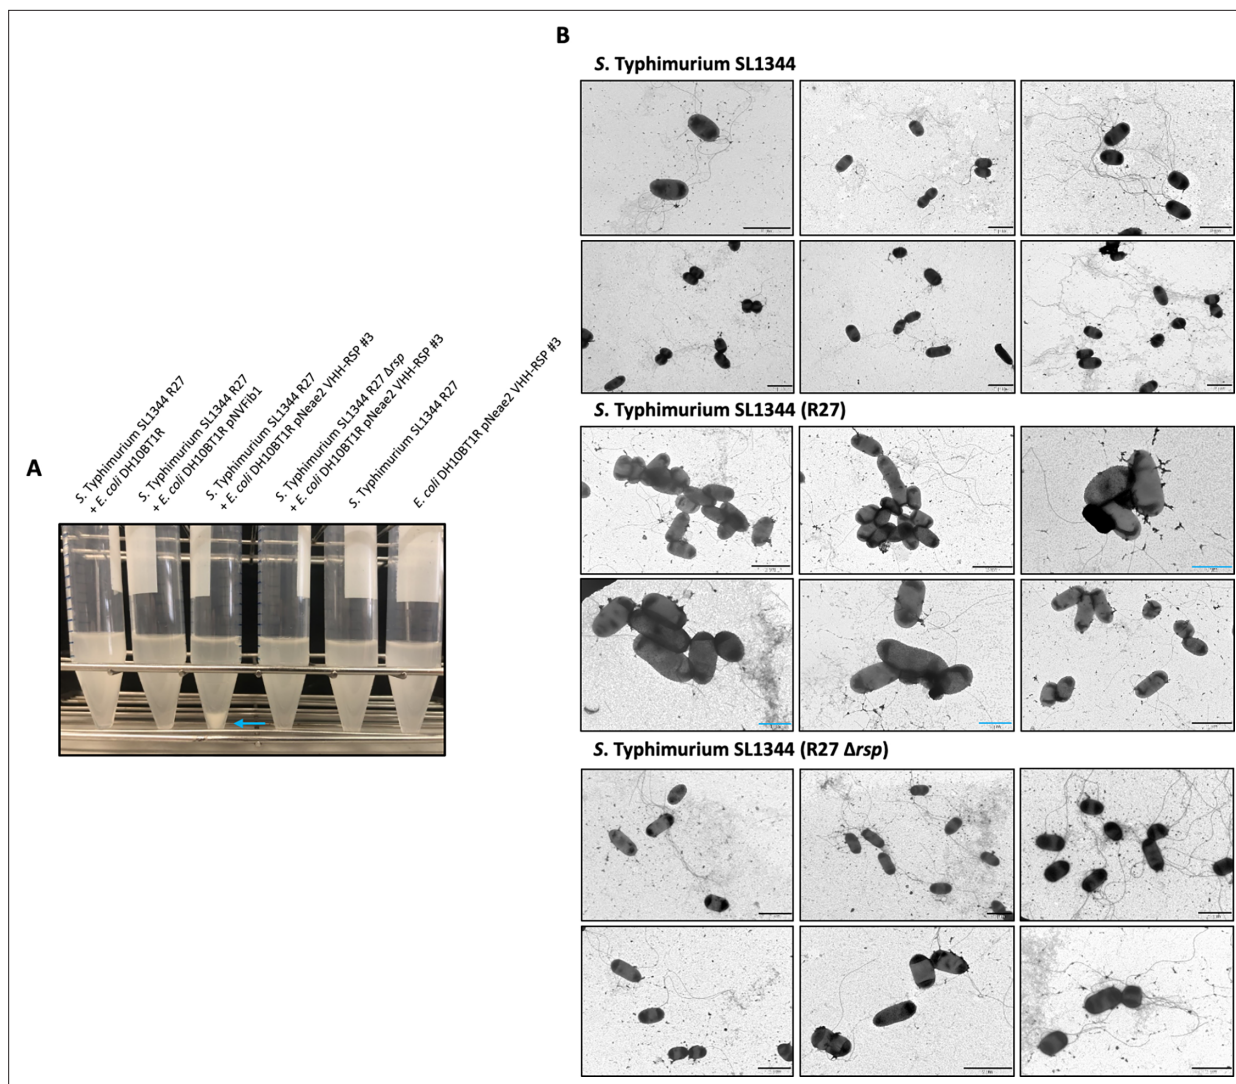 B
S. Typhimurium SL1344
S. Typhimurium SL1344 (R27)
S. Typhimurium SL1344 (R27 Δrsp)
A
S. Typhimurium SL1344 R27
+ E. coli DH10BT1R
S. Typhimurium SL1344 R27
+ E. coli DH10BT1R pNVFib1
S. Typhimurium SL1344 R27
+ E. coli DH10BT1R pNeae2 VHH-RSP #3
S. Typhimurium SL1344 R27 Δrsp
+ E. coli DH10BT1R pNeae2 VHH-RSP #3
S. Typhimurium SL1344 R27
E. coli DH10BT1R pNeae2 VHH-RSP #3